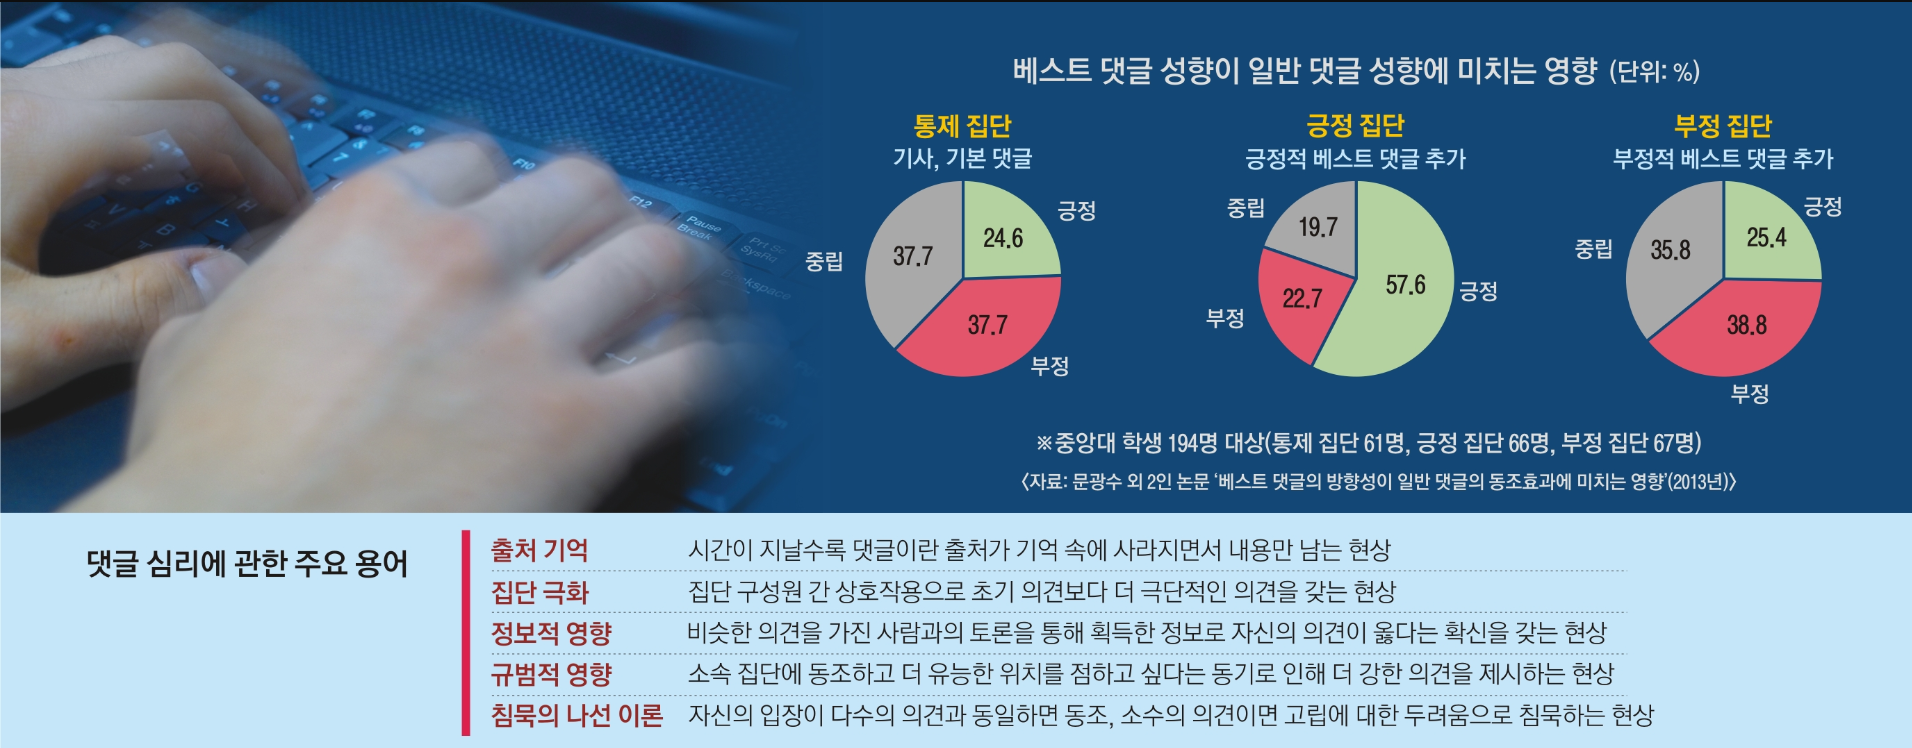 베스트 댓글 성향이 일반 댓글 성향에 미치는 영향 (단위: %)
통제 집단
기사, 기본 댓글
긍정 24.6
부정 37.7
중립 37.7
긍정 집단
긍정적 베스트 댓글 추가
긍정 57.6
부정 22.7
중립 19.7
부정 집단
부정적 베스트 댓글 추가
긍정 25.4
부정 38.8
중립 35.8
※중앙대 학생 194명 대상(통제 집단 61명, 긍정 집단 66명, 부정 집단 67명)
〈자료: 문광수 외 2인 논문 ‘베스트 댓글의 방향성이 일반 댓글의 동조효과에 미치는 영향’(2013년)〉
F10
F12
Pause
Break
Prt Sc
SysRq
7
G
H
V
B
댓글 심리에 관한 주요 용어
출처 기억 시간이 지날수록 댓글이란 출처가 기억 속에 사라지면서 내용만 남는 현상
집단 극화 집단 구성원 간 상호작용으로 초기 의견보다 더 극단적인 의견을 갖는 현상
정보적 영향 비슷한 의견을 가진 사람과의 토론을 통해 획득한 정보로 자신의 의견이 옳다는 확신을 갖는 현상
규범적 영향 소속 집단에 동조하고 더 유능한 위치를 점하고 싶다는 동기로 인해 더 강한 의견을 제시하는 현상
침묵의 나선 이론 자신의 입장이 다수의 의견과 동일하면 동조, 소수의 의견이면 고립에 대한 두려움으로 침묵하는 현상